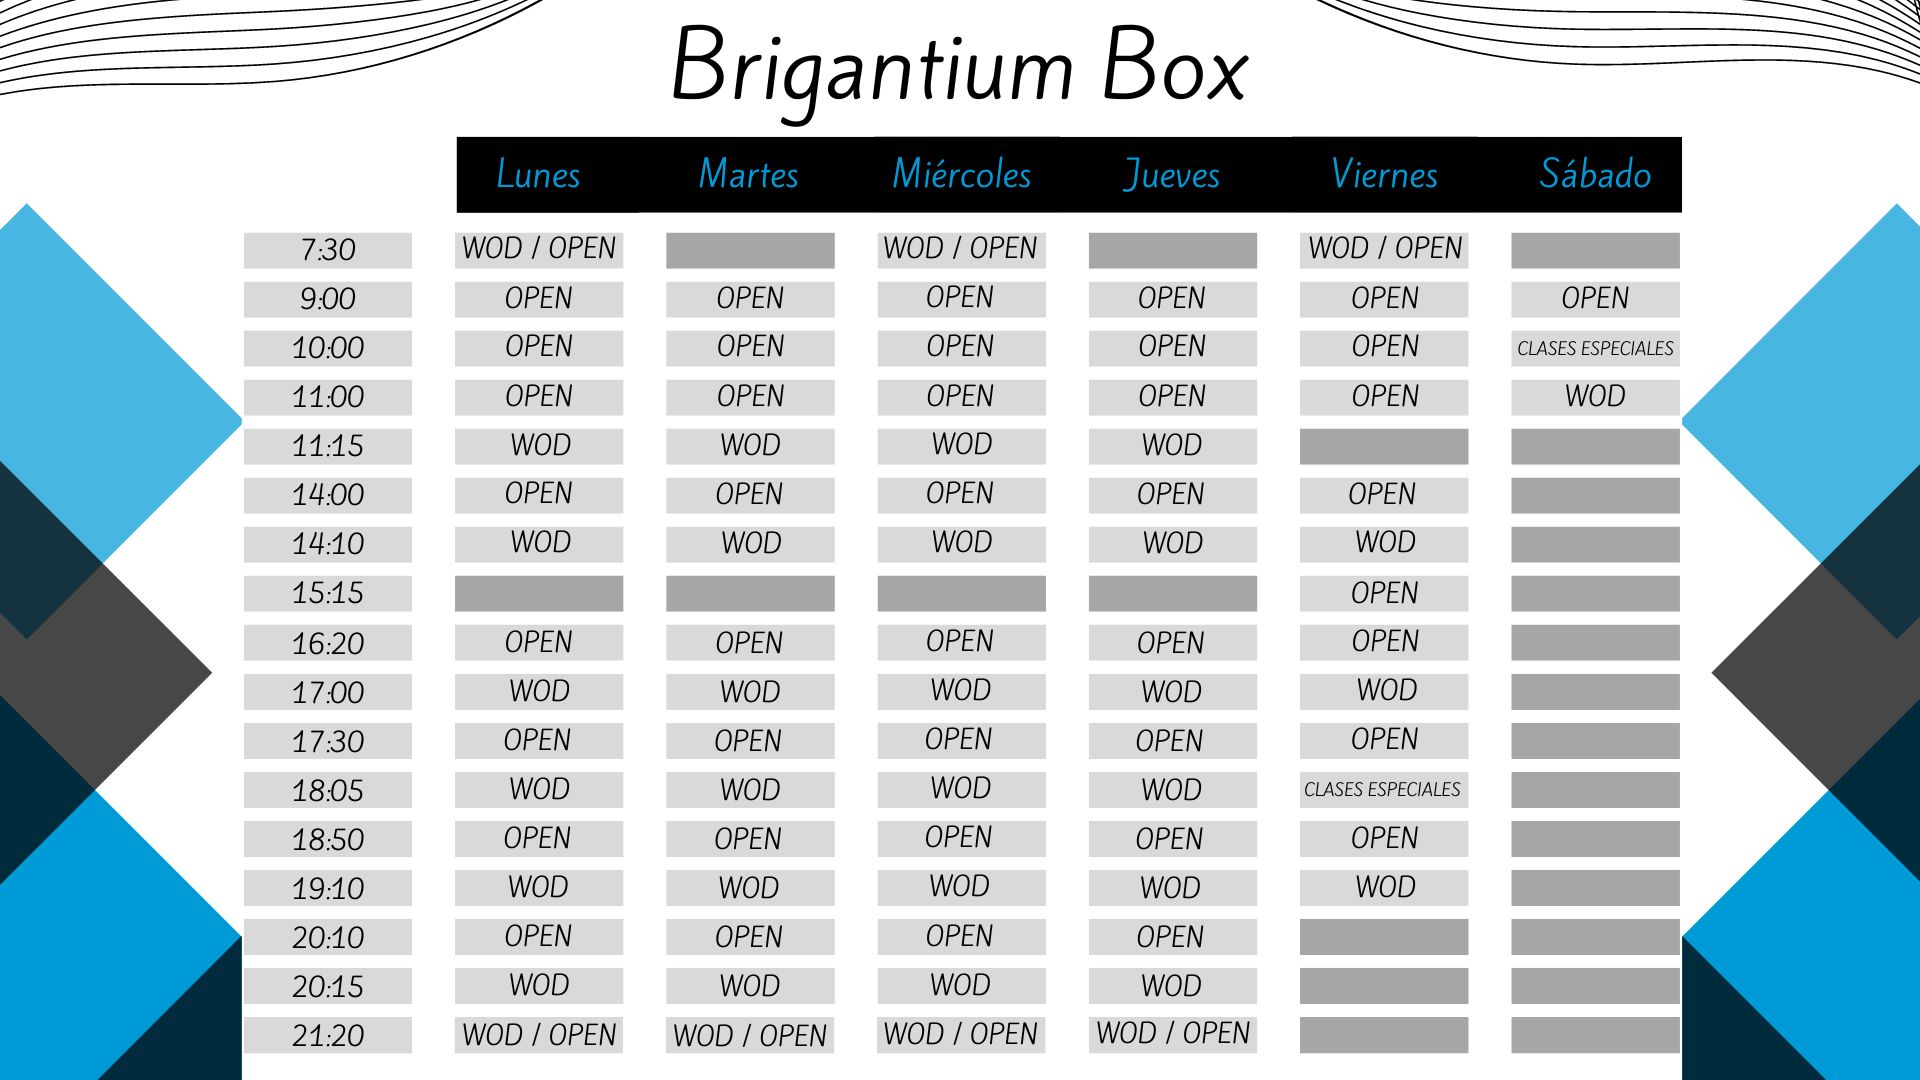 Brigantium Box
Lunes Martes Miércoles Jueves Viernes Sábado
7:30 WOD / OPEN WOD / OPEN WOD / OPEN
9:00 OPEN OPEN OPEN OPEN OPEN OPEN
10:00 OPEN OPEN OPEN OPEN OPEN CLASES ESPECIALES
11:00 OPEN OPEN OPEN OPEN OPEN WOD
11:15 WOD WOD WOD WOD
14:00 OPEN OPEN OPEN OPEN OPEN
14:10 WOD WOD WOD WOD WOD
15:15 OPEN
16:20 OPEN OPEN OPEN OPEN OPEN
17:00 WOD WOD WOD WOD WOD
17:30 OPEN OPEN OPEN OPEN OPEN
18:05 WOD WOD WOD WOD CLASES ESPECIALES
18:50 OPEN OPEN OPEN OPEN OPEN
19:10 WOD WOD WOD WOD WOD
20:10 OPEN OPEN OPEN OPEN
20:15 WOD WOD WOD WOD
21:20 WOD / OPEN WOD / OPEN WOD / OPEN WOD / OPEN